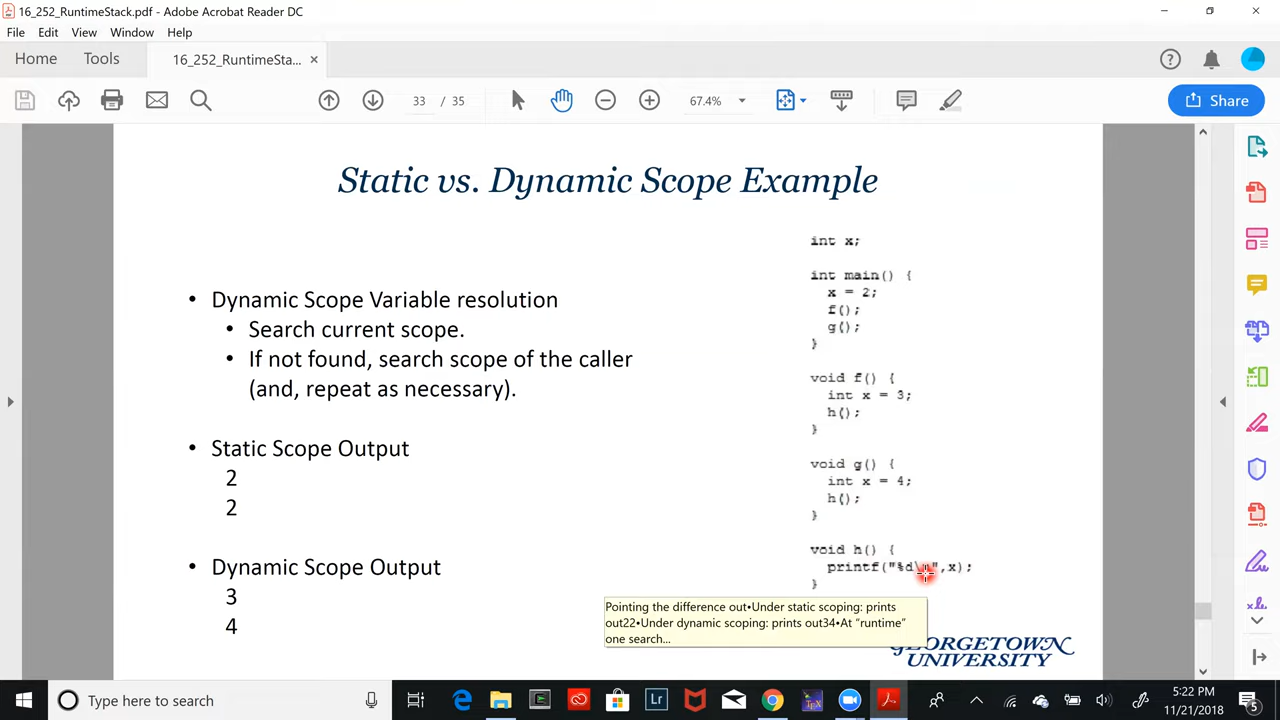 16_252_RuntimeStack.pdf - Adobe Acrobat Reader DC
File Edit View Window Help
Home Tools 16_252_RuntimeSta...
33 / 35 67.4% Share
Static vs. Dynamic Scope Example
• Dynamic Scope Variable resolution
• Search current scope.
• If not found, search scope of the caller
(and, repeat as necessary).
• Static Scope Output
2
2
• Dynamic Scope Output
3
4
int x;
int main() {
x = 2;
f();
g();
}
void f() {
int x = 3;
h();
}
void g() {
int x = 4;
h();
}
void h() {
printf("%d\n",x);
}
Pointing the difference out•Under static scoping: prints
out22•Under dynamic scoping: prints out34•At “runtime”
one search...
GEORGETOWN
UNIVERSITY
Type here to search
Lr
TEX
5:22 PM
11/21/2018
5